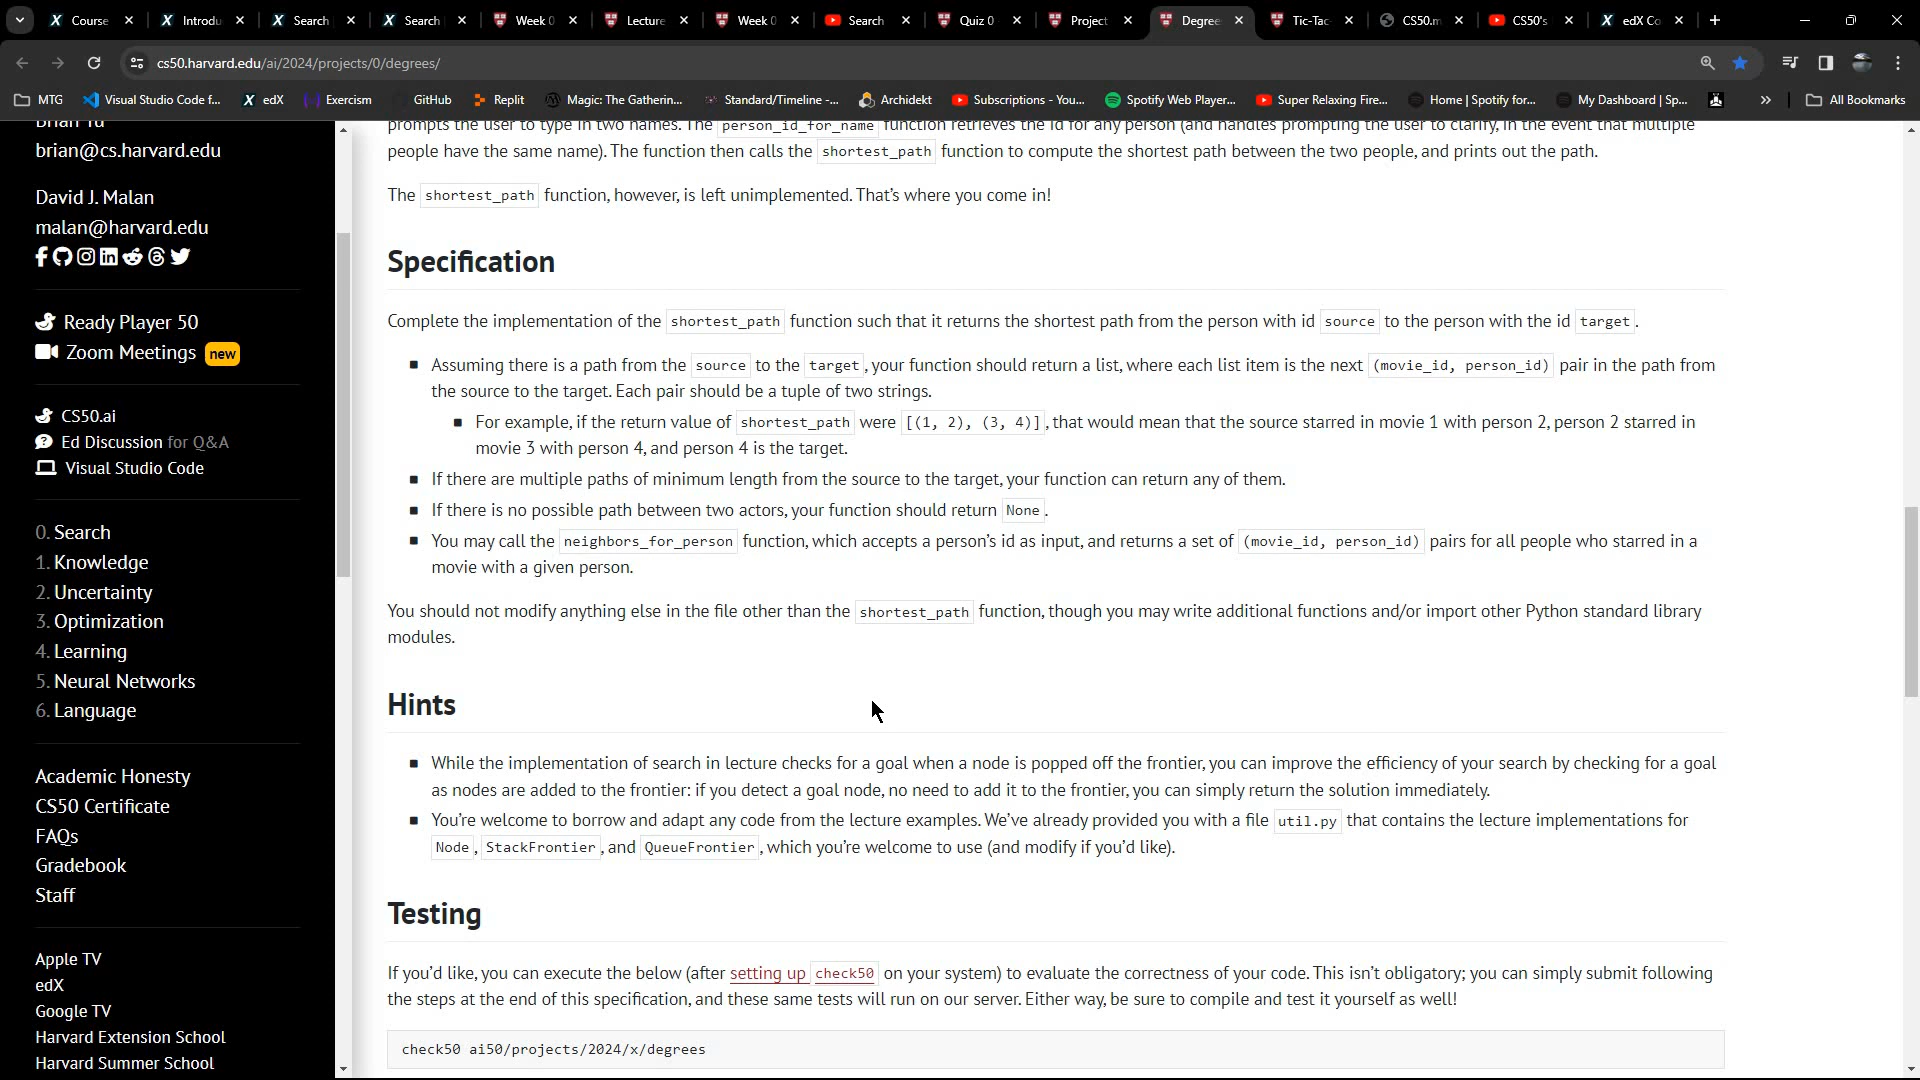 Course
Introdu
Search
Search
Week 0
Lecture
Week 0
Search
Quiz 0
Project
Degree
Tic-Tac
CS50.m
CS50's
edX Co
cs50.harvard.edu/ai/2024/projects/0/degrees/
MTG
Visual Studio Code f...
edX
Exercism
GitHub
Replit
Magic: The Gatherin...
Standard/Timeline -...
Archidekt
Subscriptions - You...
Spotify Web Player...
Super Relaxing Fire...
Home | Spotify for...
My Dashboard | Sp...
All Bookmarks
Brian Yu
brian@cs.harvard.edu
David J. Malan
malan@harvard.edu
Ready Player 50
Zoom Meetings new
CS50.ai
Ed Discussion for Q&A
Visual Studio Code
0. Search
1. Knowledge
2. Uncertainty
3. Optimization
4. Learning
5. Neural Networks
6. Language
Academic Honesty
CS50 Certificate
FAQs
Gradebook
Staff
Apple TV
edX
Google TV
Harvard Extension School
Harvard Summer School
prompts the user to type in two names. The person_id_for_name function retrieves the id for any person (and handles prompting the user to clarify, in the event that multiple
people have the same name). The function then calls the shortest_path function to compute the shortest path between the two people, and prints out the path.
The shortest_path function, however, is left unimplemented. That’s where you come in!
Specification
Complete the implementation of the shortest_path function such that it returns the shortest path from the person with id source to the person with the id target.
Assuming there is a path from the source to the target, your function should return a list, where each list item is the next (movie_id, person_id) pair in the path from
the source to the target. Each pair should be a tuple of two strings.
For example, if the return value of shortest_path were [(1, 2), (3, 4)], that would mean that the source starred in movie 1 with person 2, person 2 starred in
movie 3 with person 4, and person 4 is the target.
If there are multiple paths of minimum length from the source to the target, your function can return any of them.
If there is no possible path between two actors, your function should return None.
You may call the neighbors_for_person function, which accepts a person’s id as input, and returns a set of (movie_id, person_id) pairs for all people who starred in a
movie with a given person.
You should not modify anything else in the file other than the shortest_path function, though you may write additional functions and/or import other Python standard library
modules.
Hints
While the implementation of search in lecture checks for a goal when a node is popped off the frontier, you can improve the efficiency of your search by checking for a goal
as nodes are added to the frontier: if you detect a goal node, no need to add it to the frontier, you can simply return the solution immediately.
You’re welcome to borrow and adapt any code from the lecture examples. We’ve already provided you with a file util.py that contains the lecture implementations for
Node, StackFrontier, and QueueFrontier, which you’re welcome to use (and modify if you’d like).
Testing
If you’d like, you can execute the below (after setting up check50 on your system) to evaluate the correctness of your code. This isn’t obligatory; you can simply submit following
the steps at the end of this specification, and these same tests will run on our server. Either way, be sure to compile and test it yourself as well!
check50 ai50/projects/2024/x/degrees